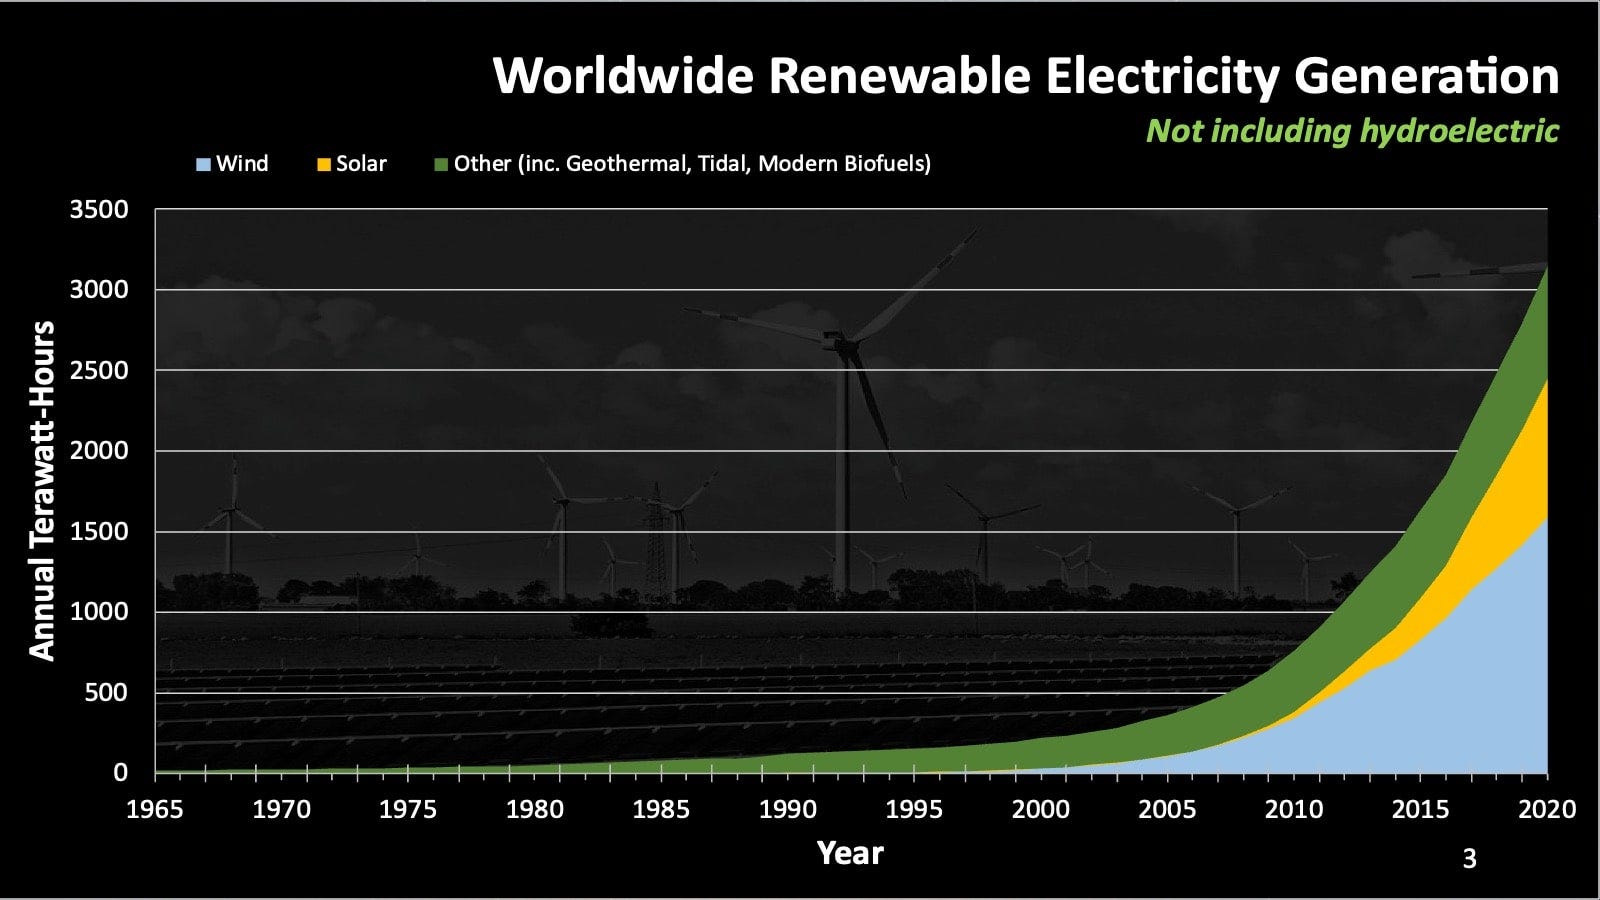 Worldwide Renewable Electricity Generation
Not including hydroelectric
Wind Solar Other (inc. Geothermal, Tidal, Modern Biofuels)
3500
3000
2500
2000
1500
1000
500
0
Annual Terawatt-Hours
1965 1970 1975 1980 1985 1990 1995 2000 2005 2010 2015 2020
Year
3